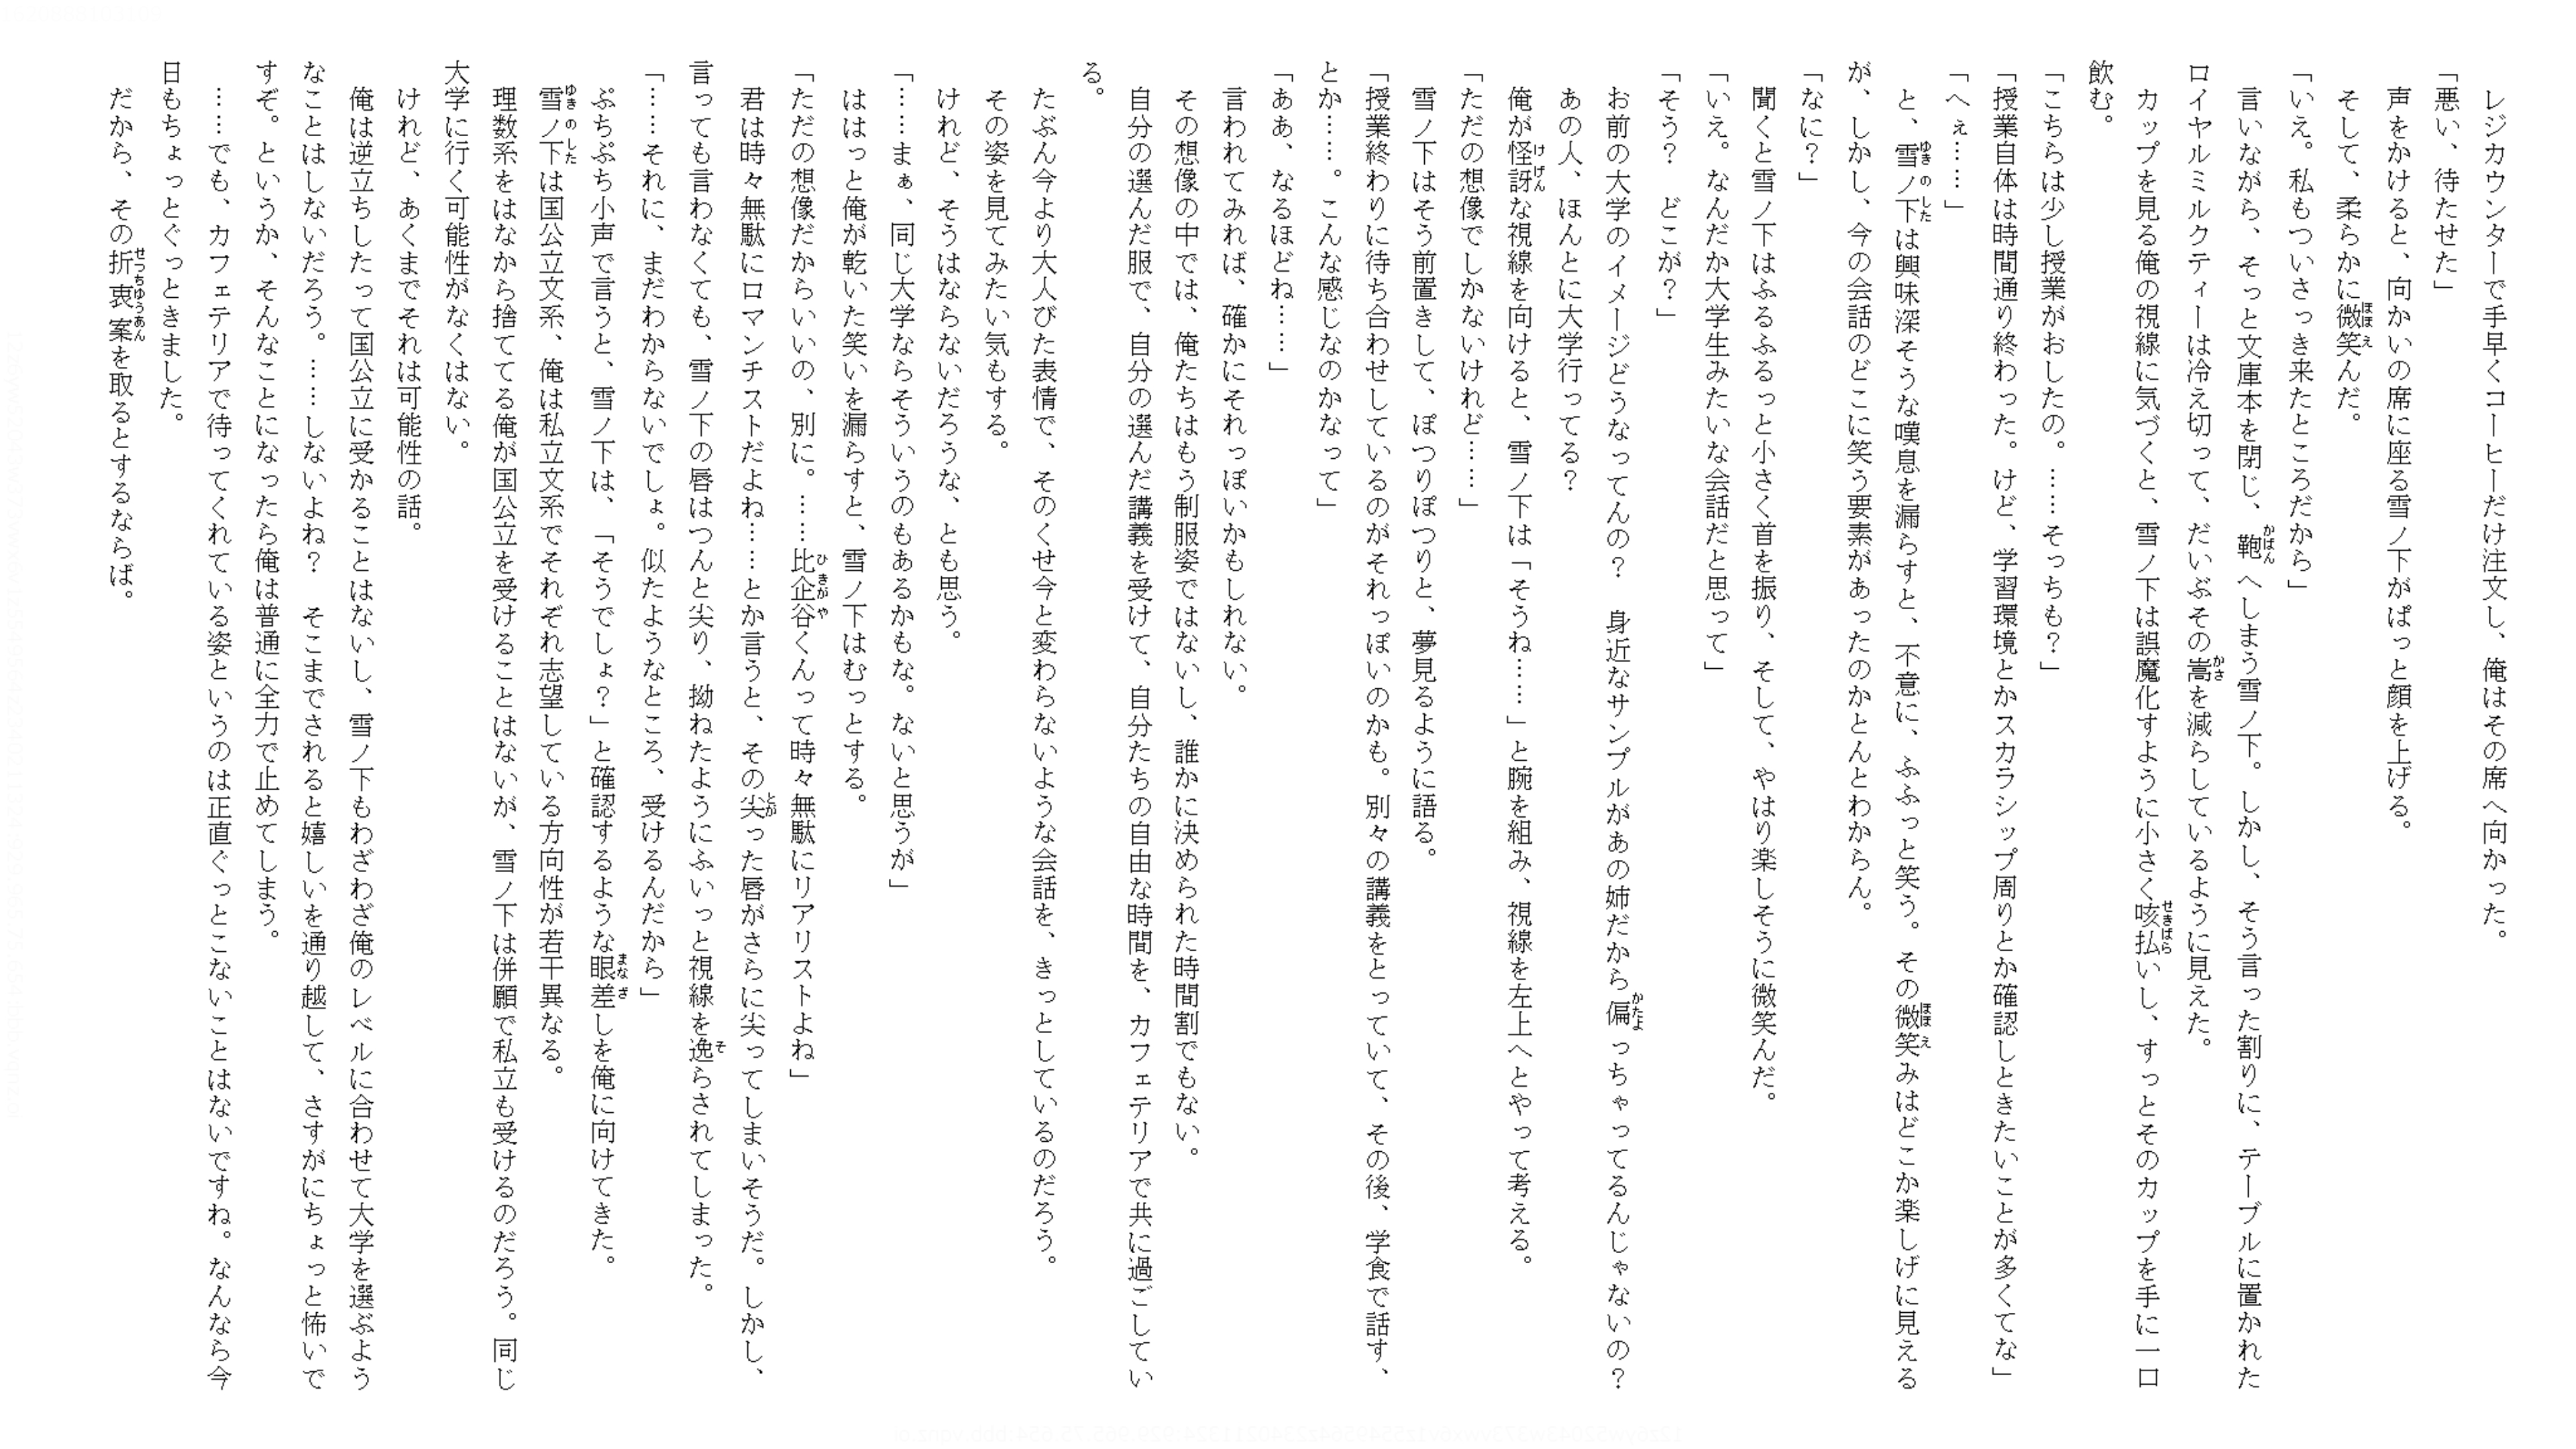 レジカウンターで手早くコーヒーだけ注文し、俺はその席へ向かった。
「悪い、待たせた」
声をかけると、向かいの席に座る雪ノ下がぱっと顔を上げる。
そして、柔らかに微笑んだ。
「いえ。私もついさっき来たところだから」
言いながら、そっと文庫本を閉じ、鞄へしまう雪ノ下。しかし、そう言った割りに、テーブルに置かれた
ロイヤルミルクティーは冷え切って、だいぶその嵩を減らしているように見えた。
カップを見る俺の視線に気づくと、雪ノ下は誤魔化すように小さく咳払いし、すっとそのカップを手に一口
飲む。
「こちらは少し授業がおしたの。……そっちも？」
「授業自体は時間通り終わった。けど、学習環境とかスカラシップ周りとか確認しときたいことが多くてな」
「へぇ……」
と、雪ノ下は興味深そうな嘆息を漏らすと、不意に、ふふっと笑う。その微笑みはどこか楽しげに見える
が、しかし、今の会話のどこに笑う要素があったのかとんとわからん。
「なに？」
聞くと雪ノ下はふるふるっと小さく首を振り、そして、やはり楽しそうに微笑んだ。
「いえ。なんだか大学生みたいな会話だと思って」
「そう？　どこが？」
お前の大学のイメージどうなってんの？　身近なサンプルがあの姉だから偏っちゃってるんじゃないの？
あの人、ほんとに大学行ってる？
俺が怪訝な視線を向けると、雪ノ下は「そうね……」と腕を組み、視線を左上へとやって考える。
「ただの想像でしかないけれど……」
雪ノ下はそう前置きして、ぽつりぽつりと、夢見るように語る。
「授業終わりに待ち合わせしているのがそれっぽいのかも。別々の講義をとっていて、その後、学食で話す、
とか……。こんな感じなのかなって」
「ああ、なるほどね……」
言われてみれば、確かにそれっぽいかもしれない。
その想像の中では、俺たちはもう制服姿ではないし、誰かに決められた時間割でもない。
自分の選んだ服で、自分の選んだ講義を受けて、自分たちの自由な時間を、カフェテリアで共に過ごしてい
る。
たぶん今より大人びた表情で、そのくせ今と変わらないような会話を、きっとしているのだろう。
その姿を見てみたい気もする。
けれど、そうはならないだろうな、とも思う。
「……まぁ、同じ大学ならそういうのもあるかもな。ないと思うが」
ははっと俺が乾いた笑いを漏らすと、雪ノ下はむっとする。
「ただの想像だからいいの、別に。……比企谷くんって時々無駄にリアリストよね」
君は時々無駄にロマンチストだよね……とか言うと、その尖った唇がさらに尖ってしまいそうだ。しかし、
言っても言わなくても、雪ノ下の唇はつんと尖り、拗ねたようにふいっと視線を逸らされてしまった。
「……それに、まだわからないでしょ。似たようなところ、受けるんだから」
ぷちぷち小声で言うと、雪ノ下は、「そうでしょ？」と確認するような眼差しを俺に向けてきた。
雪ノ下は国公立文系、俺は私立文系でそれぞれ志望している方向性が若干異なる。
理数系をはなから捨ててる俺が国公立を受けることはないが、雪ノ下は併願で私立も受けるのだろう。同じ
大学に行く可能性がなくはない。
けれど、あくまでそれは可能性の話。
俺は逆立ちしたって国公立に受かることはないし、雪ノ下もわざわざ俺のレベルに合わせて大学を選ぶよう
なことはしないだろう。……しないよね？　そこまでされると嬉しいを通り越して、さすがにちょっと怖いで
すぞ。というか、そんなことになったら俺は普通に全力で止めてしまう。
……でも、カフェテリアで待ってくれている姿というのは正直ぐっとこないことはないですね。なんなら今
日もちょっとぐっときました。
だから、その折衷案を取るとするならば。